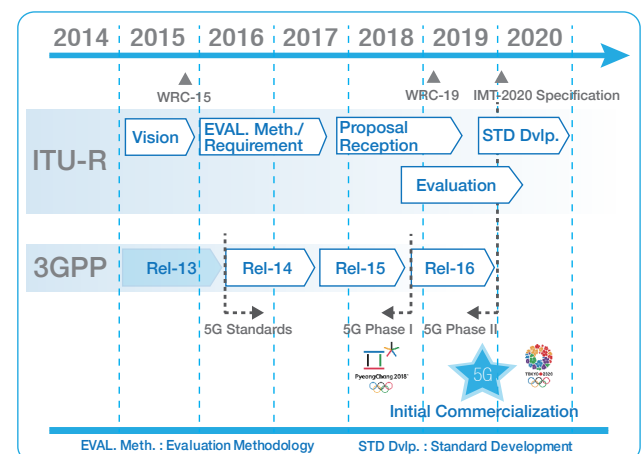 2014 2015 2016 2017 2018 2019 2020
WRC-15 WRC-19 IMT-2020 Specification
ITU-R
Vision
EVAL. Meth./
Requirement
Proposal
Reception
STD Dvlp.
Evaluation
3GPP
Rel-13 Rel-14 Rel-15 Rel-16
5G Standards 5G Phase I 5G Phase II
PyeongChang 2018
5G
TOKYO 2020
Initial Commercialization
EVAL. Meth. : Evaluation Methodology STD Dvlp. : Standard Development